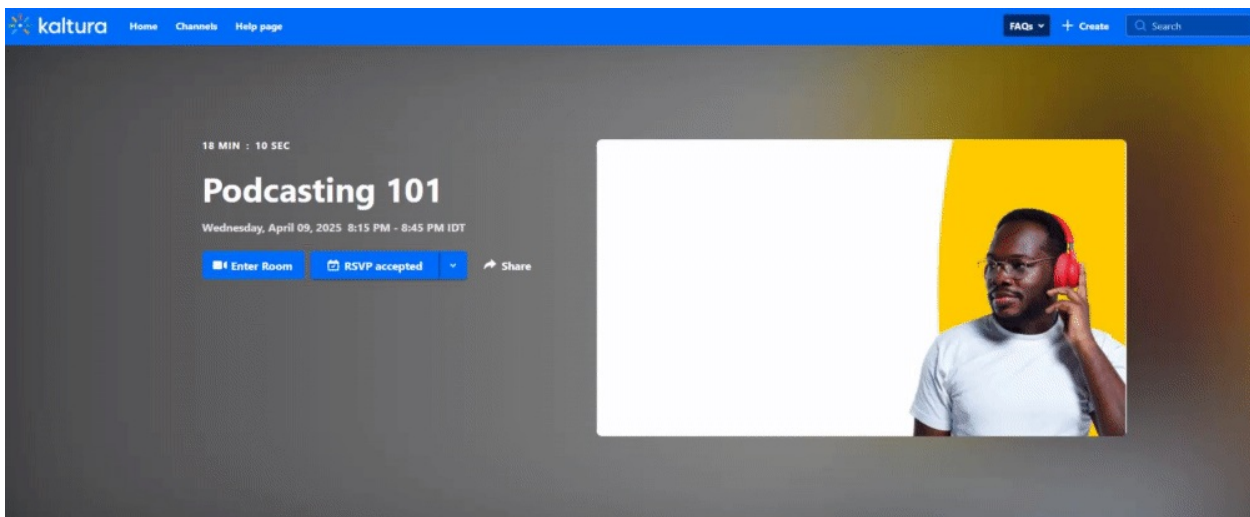 kaltura Home Channels Help page FAQs + Create Search
18 MIN : 10 SEC
Podcasting 101
Wednesday, April 09, 2025 8:15 PM - 8:45 PM IDT
Enter Room RSVP accepted Share